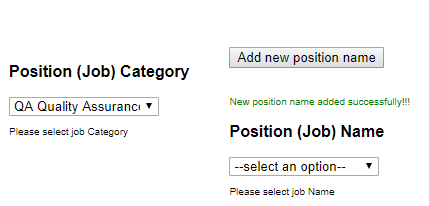 Position (Job) Category
QA Quality Assurance
Please select job Category
Add new position name
New position name added successfully!!!
Position (Job) Name
--select an option--
Please select job Name